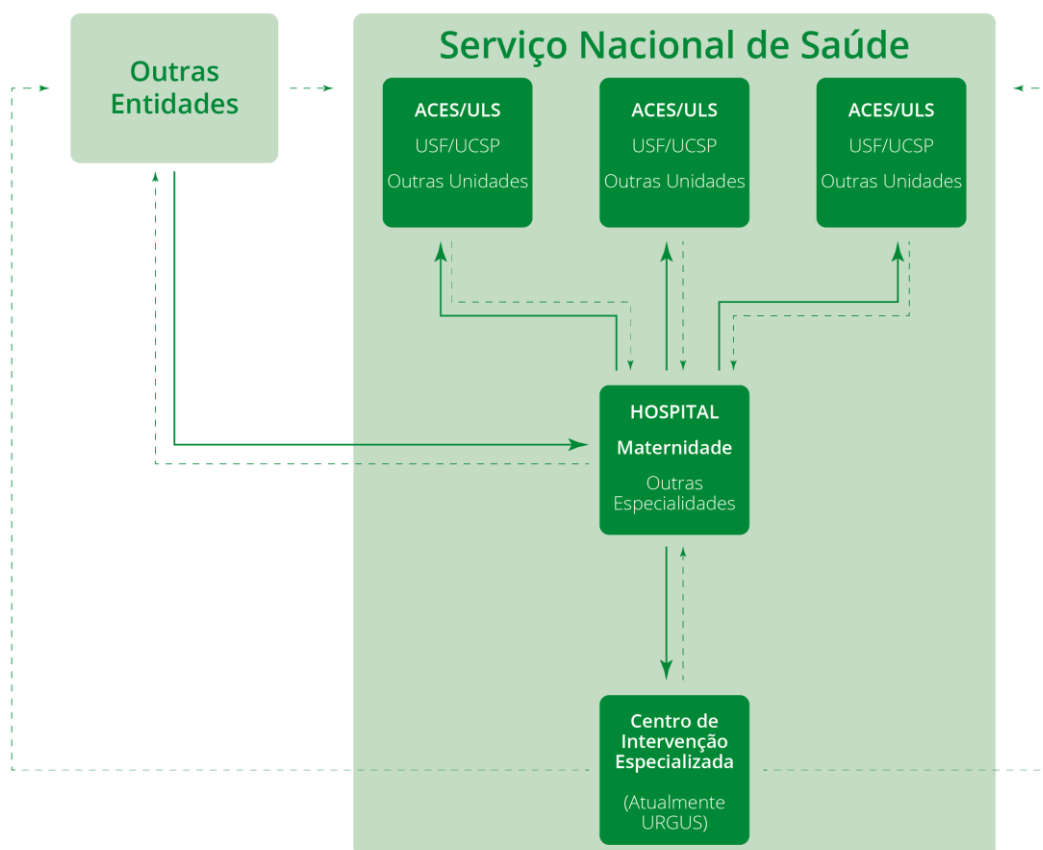 Outras
Entidades
Serviço Nacional de Saúde
ACES/ULS
USF/UCSP
Outras Unidades
ACES/ULS
USF/UCSP
Outras Unidades
ACES/ULS
USF/UCSP
Outras Unidades
HOSPITAL
Maternidade
Outras
Especialidades
Centro de
Intervenção
Especializada
(Atualmente
URGUS)